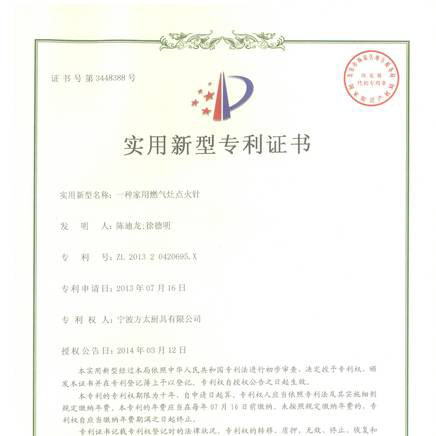 证书号第3448388号
实用新型专利证书
实用新型名称：一种家用燃气灶点火针
发 明 人：陈迪龙;徐德明
专 利 号：ZL 2013 2 0420695.X
专利申请日：2013年07月16日
专 利 权 人：宁波方太厨具有限公司
授权公告日：2014年03月12日
本实用新型经过本局依照中华人民共和国专利法进行初步审查，决定授予专利权，颁
发本证书并在专利登记簿上予以登记。专利权自授权公告之日起生效。
本专利的专利权期限为十年，自申请日起算。专利权人应当依照专利法及其实施细则
规定缴纳年费。本专利的年费应当在每年07月16日前缴纳。未按照规定缴纳年费的，专
利权自应当缴纳年费期满之日起终止。
专利证书记载专利权登记时的法律状况。专利权的转移、质押、无效、终止、恢复和